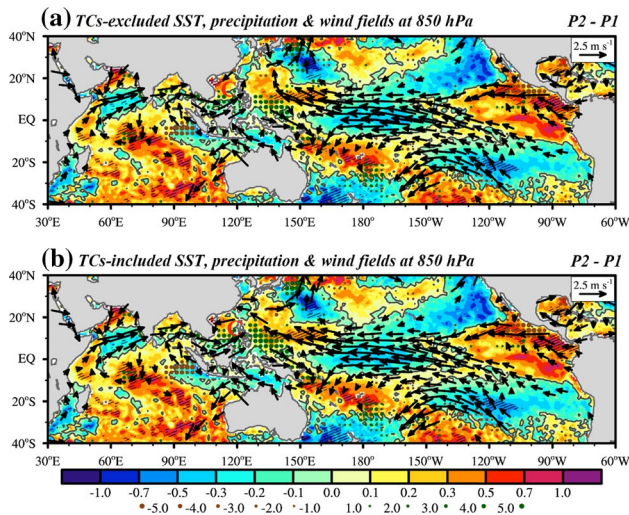 (a) TCs-excluded SST, precipitation & wind fields at 850 hPa P2 - P1
40°N
20°N
EQ
20°S
40°S
2.5 m s⁻¹
30°E 60°E 90°E 120°E 150°E 180° 150°W 120°W 90°W 60°W
(b) TCs-included SST, precipitation & wind fields at 850 hPa P2 - P1
40°N
20°N
EQ
20°S
40°S
2.5 m s⁻¹
30°E 60°E 90°E 120°E 150°E 180° 150°W 120°W 90°W 60°W
-1.0 -0.7 -0.5 -0.3 -0.2 -0.1 0.0 0.1 0.2 0.3 0.5 0.7 1.0
-5.0 -4.0 -3.0 -2.0 -1.0 1.0 2.0 3.0 4.0 5.0